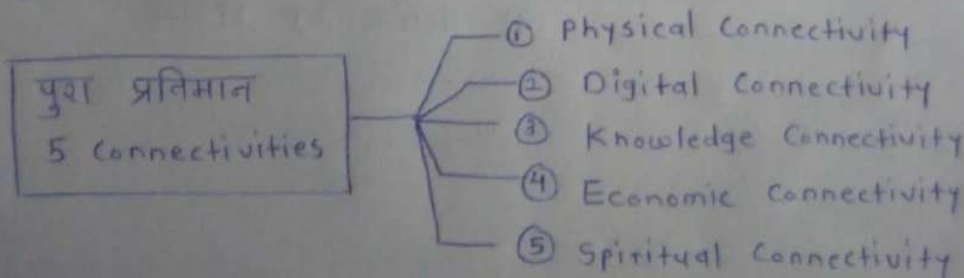 पुरा प्रतिमान
5 Connectivities
① Physical Connectivity
② Digital Connectivity
③ Knowledge Connectivity
④ Economic Connectivity
⑤ Spiritual Connectivity